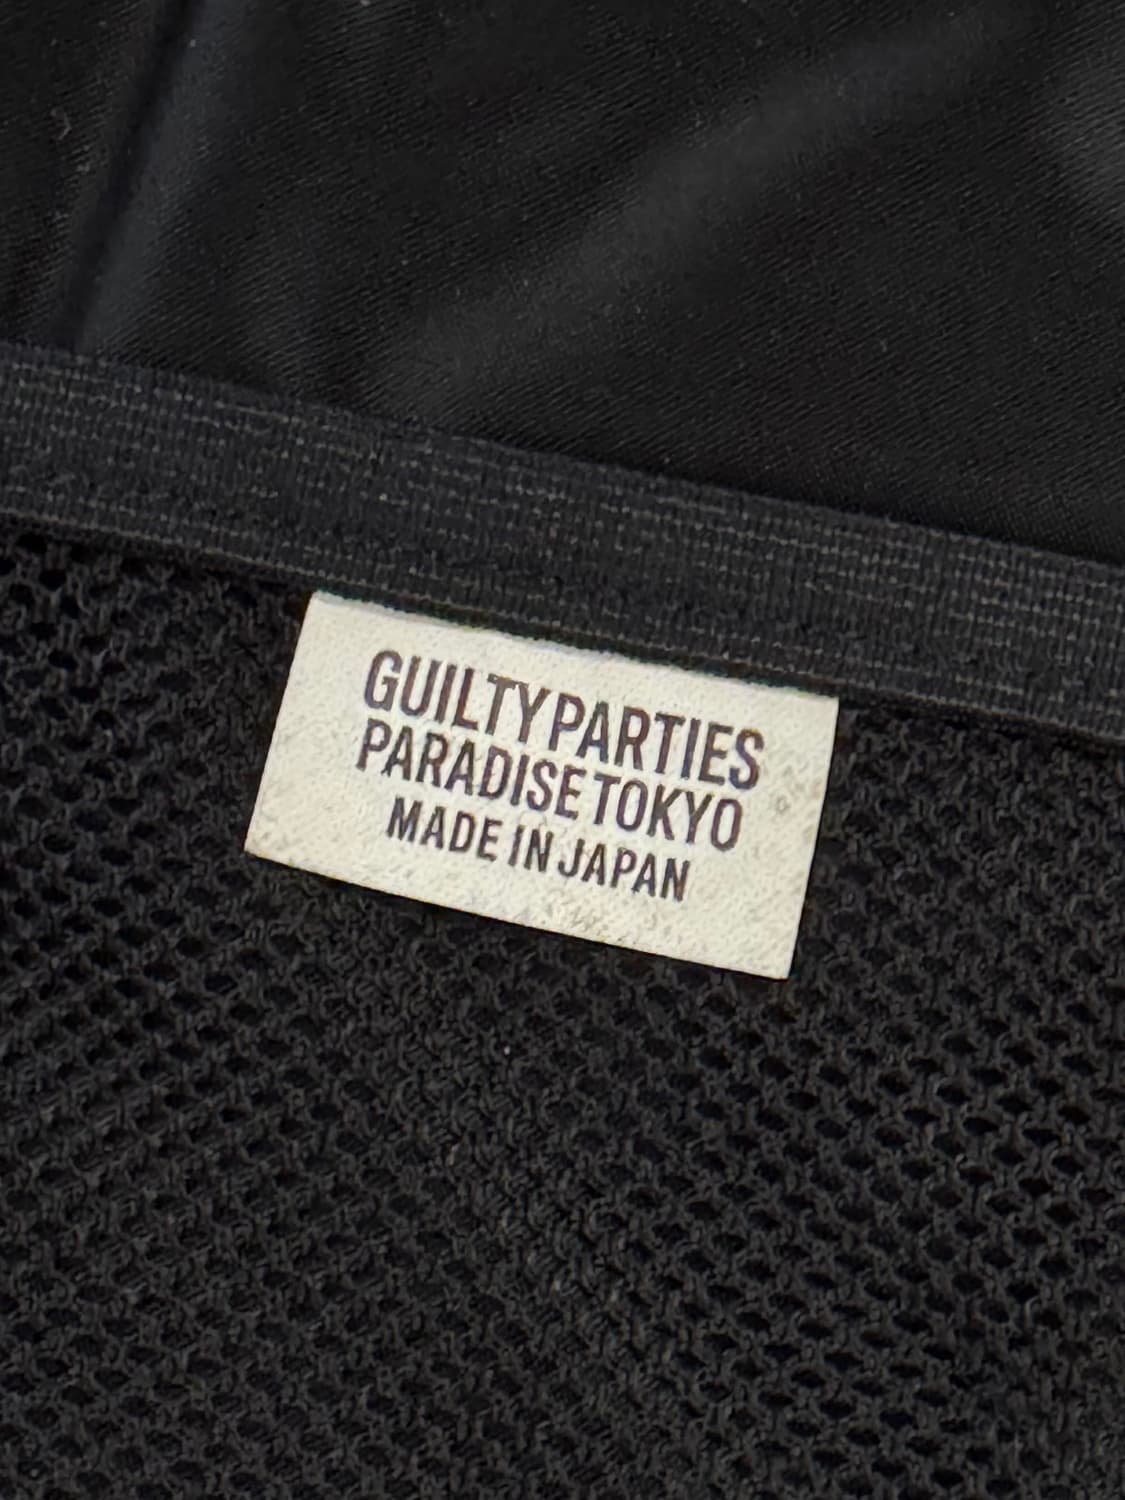 GUILTY PARTIES
PARADISE TOKYO
MADE IN JAPAN